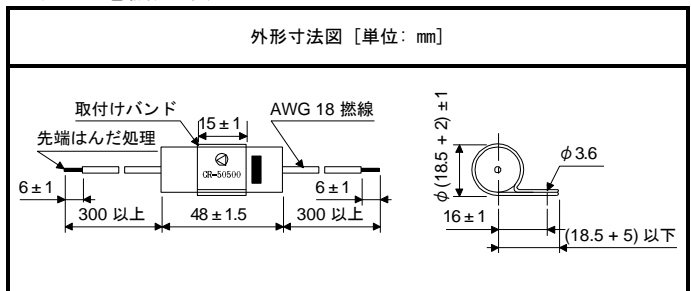 外形寸法図 [単位: mm]
取付けバンド
15±1
AWG 18 撚線
先端はんだ処理
CR-50500
6±1
6±1
300 以上
48±1.5
300 以上
φ(18.5 + 2) ±1
φ3.6
16±1
(18.5 + 5) 以下